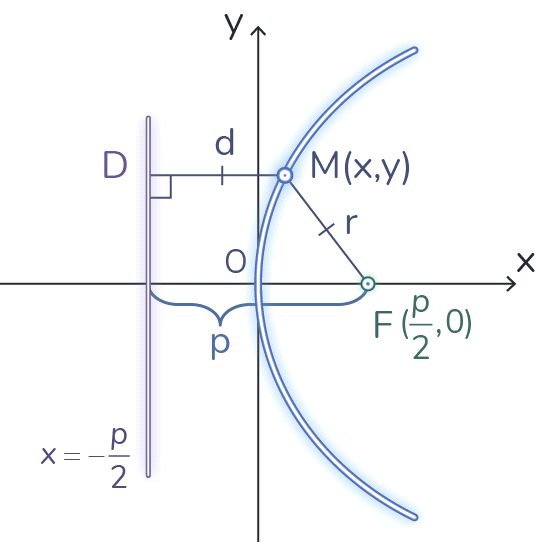 y
d
D
M(x,y)
r
O
x
F(p/2,0)
p
x = -p/2